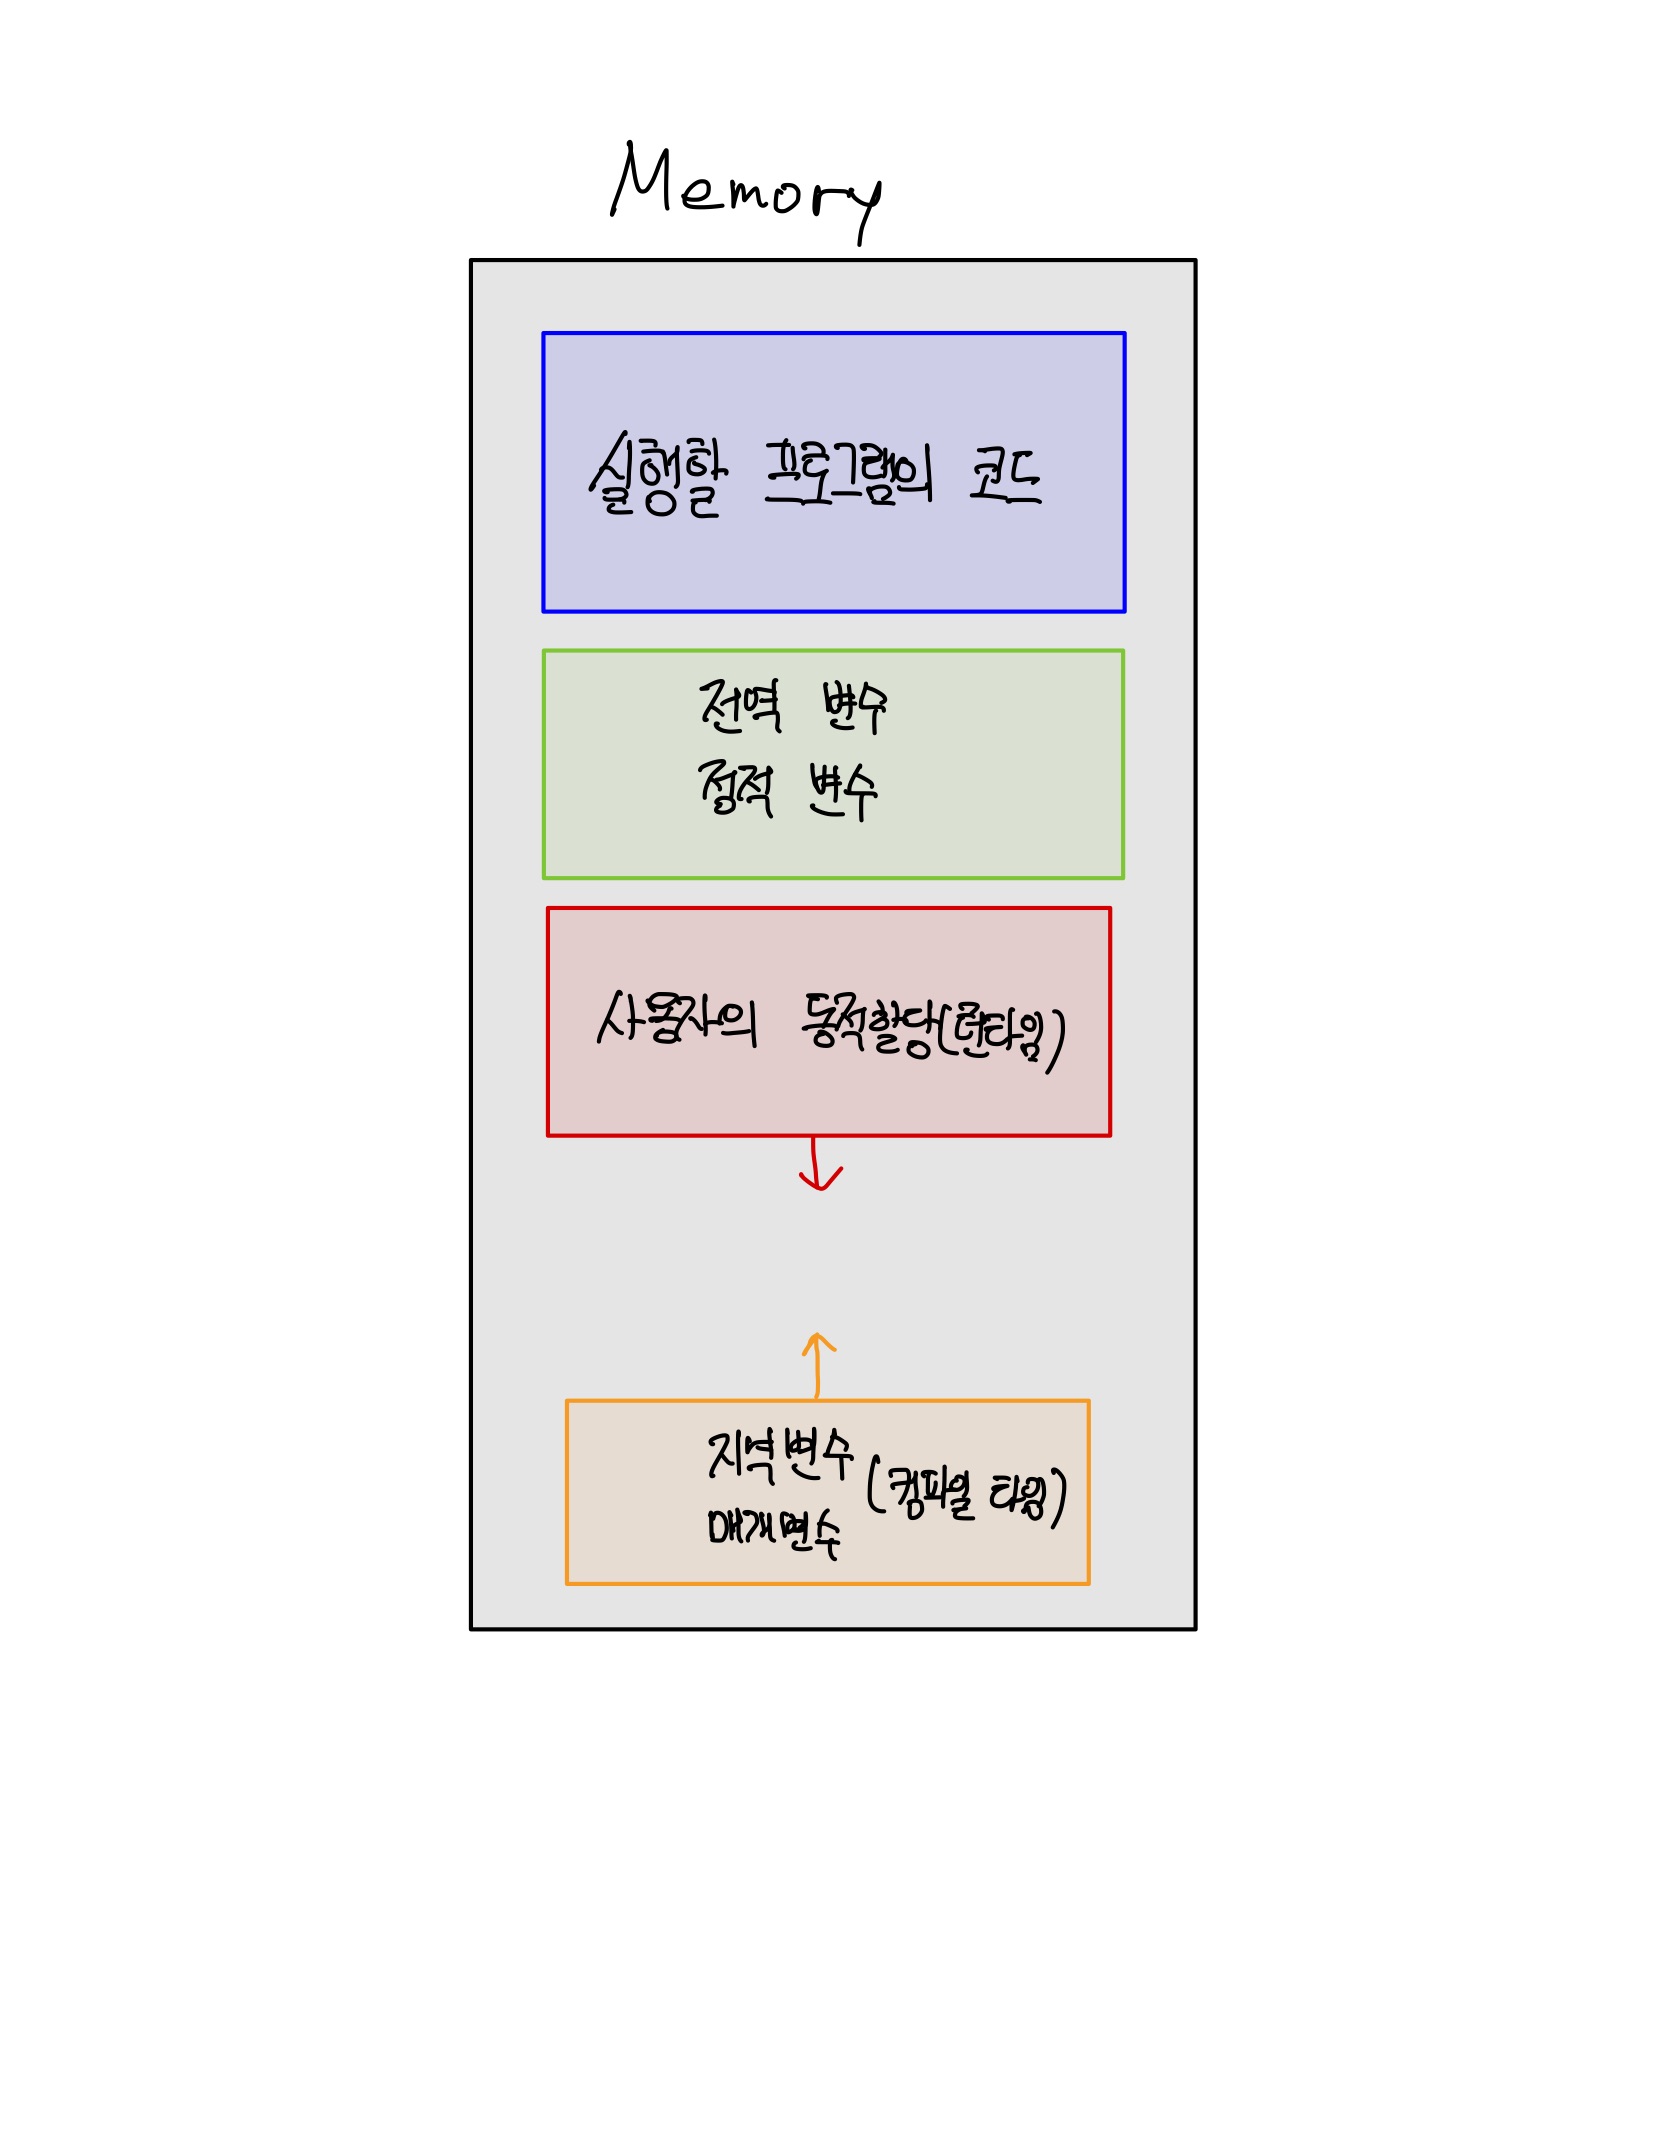 Memory
실행할 프로그램의 코드
전역 변수
정적 변수
사용자의 동적할당(런타임)
지역변수
매개변수
(컴파일 타임)